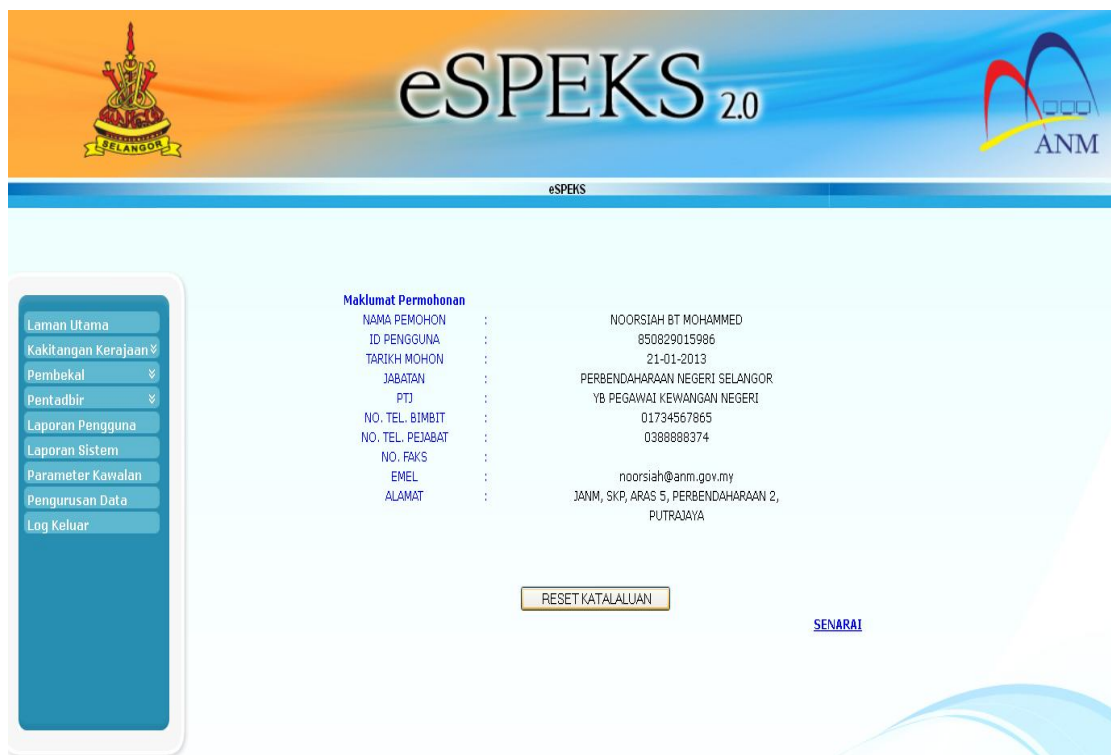 SELANGOR
eSPEKS 2.0
ANM
eSPEKS
Laman Utama
Kakitangan Kerajaan
Pembekal
Pentadbir
Laporan Pengguna
Laporan Sistem
Parameter Kawalan
Pengurusan Data
Log Keluar
Maklumat Permohonan
NAMA PEMOHON : NOORSIAH BT MOHAMMED
ID PENGGUNA : 850829015986
TARIKH MOHON : 21-01-2013
JABATAN : PERBENDAHARAAN NEGERI SELANGOR
PTJ : YB PEGAWAI KEWANGAN NEGERI
NO. TEL. BIMBIT : 01734567865
NO. TEL. PEJABAT : 0388888374
NO. FAKS :
EMEL : noorsiah@anm.gov.my
ALAMAT : JANM, SKP, ARAS 5, PERBENDAHARAAN 2,
PUTRAJAYA
RESET KATALALUAN
SENARAI